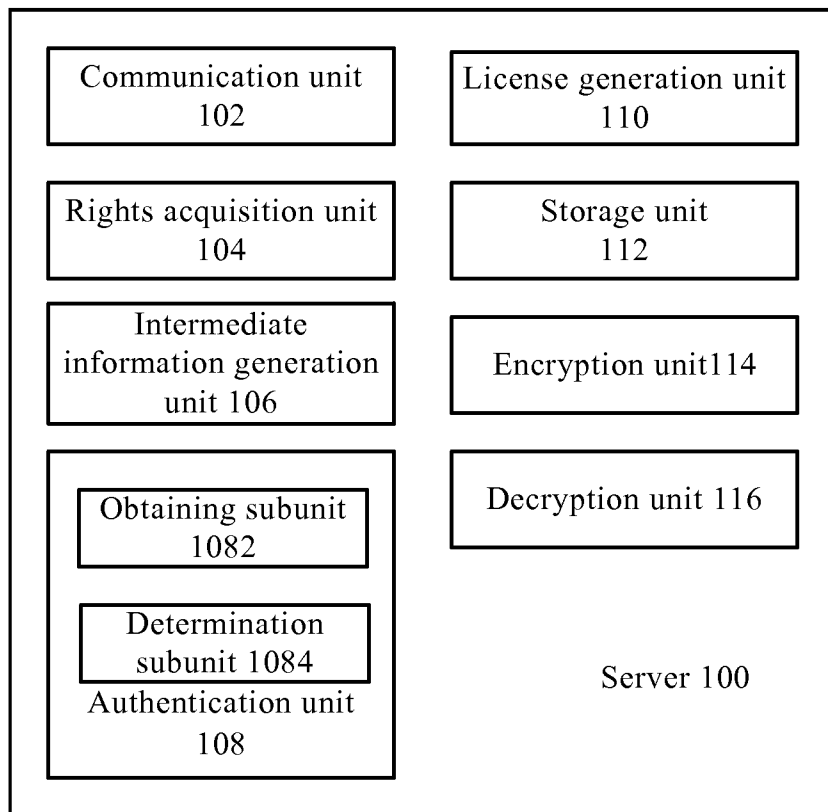 Communication unit
102
Rights acquisition unit
104
Intermediate
information generation
unit 106
Obtaining subunit
1082
Determination
subunit 1084
Authentication unit
108
License generation unit
110
Storage unit
112
Encryption unit114
Decryption unit 116
Server 100